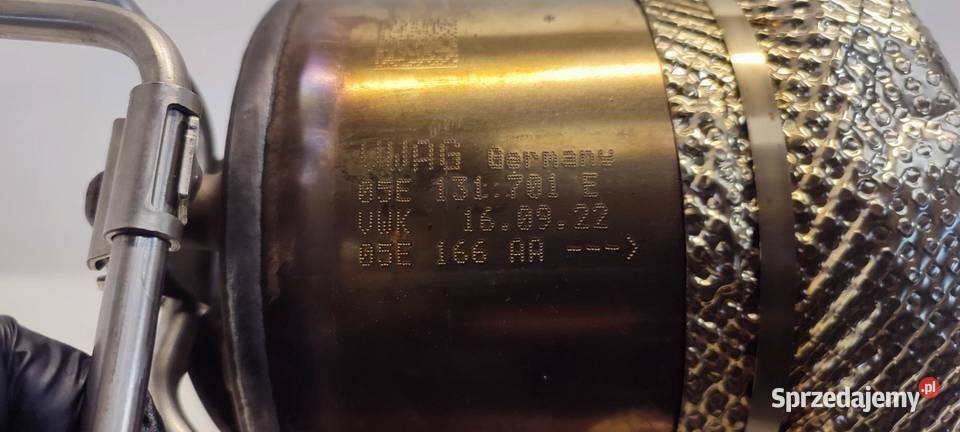 VWAG Germany
05E 131.701 E
VWK 16.09.22
05E 166 AA --->
Sprzedajemy.pl